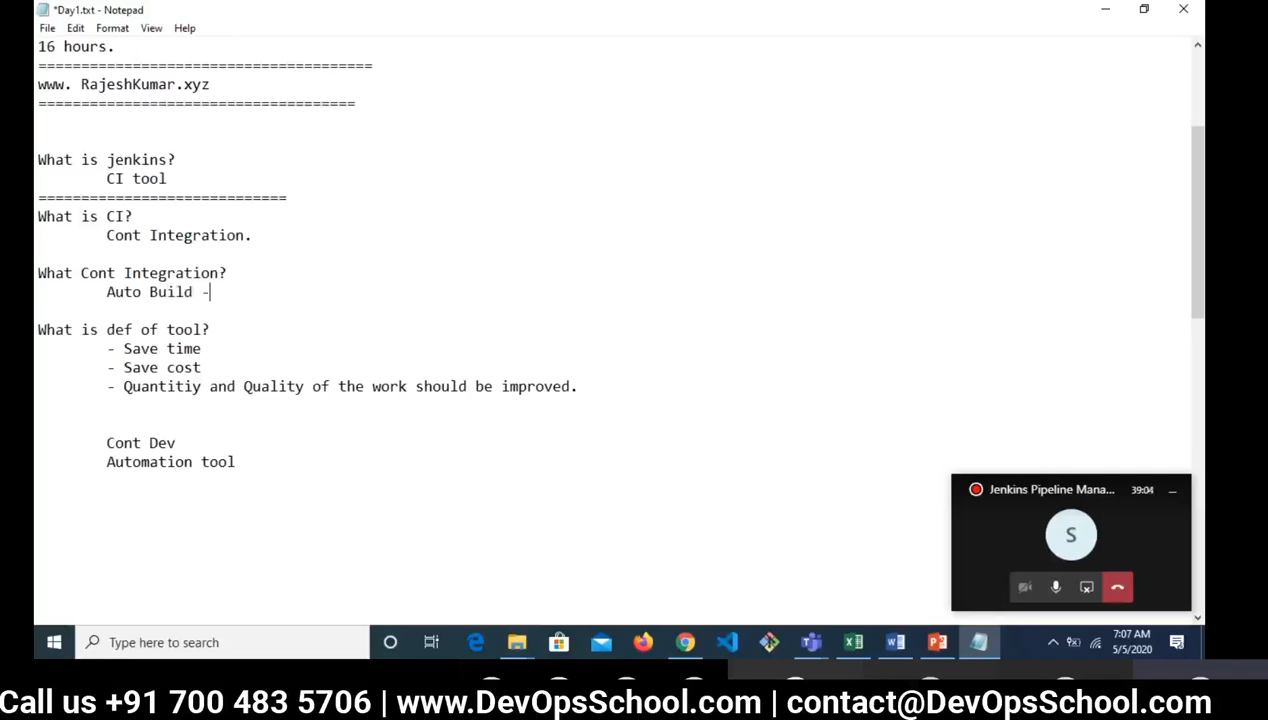 *Day1.txt - Notepad
File Edit Format View Help
16 hours.
=======================================
www. RajeshKumar.xyz
=====================================
What is jenkins?
CI tool
=============================
What is CI?
Cont Integration.
What Cont Integration?
Auto Build -
What is def of tool?
- Save time
- Save cost
- Quantitiy and Quality of the work should be improved.
Cont Dev
Automation tool
Jenkins Pipeline Mana... 39:04
S
Type here to search
7:07 AM
5/5/2020
Call us +91 700 483 5706 | www.DevOpsSchool.com | contact@DevOpsSchool.com